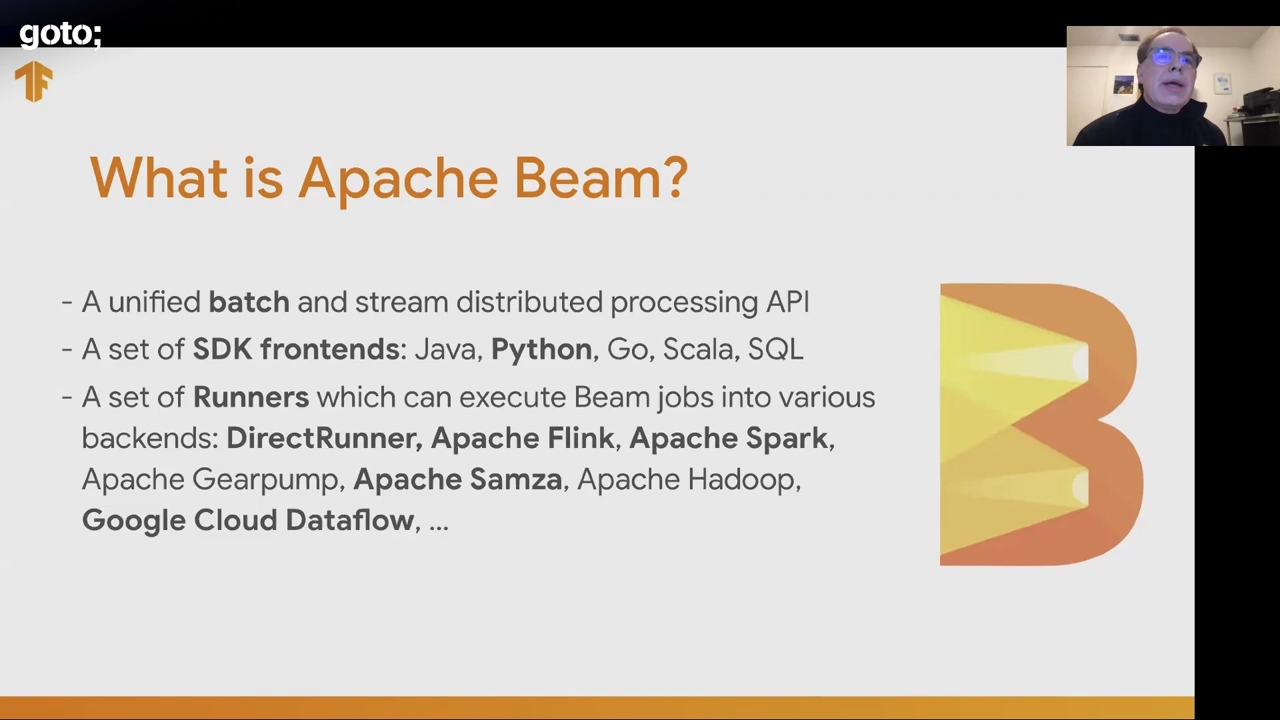 goto;
TF
What is Apache Beam?
- A unified batch and stream distributed processing API
- A set of SDK frontends: Java, Python, Go, Scala, SQL
- A set of Runners which can execute Beam jobs into various
backends: DirectRunner, Apache Flink, Apache Spark,
Apache Gearpump, Apache Samza, Apache Hadoop,
Google Cloud Dataflow, ...